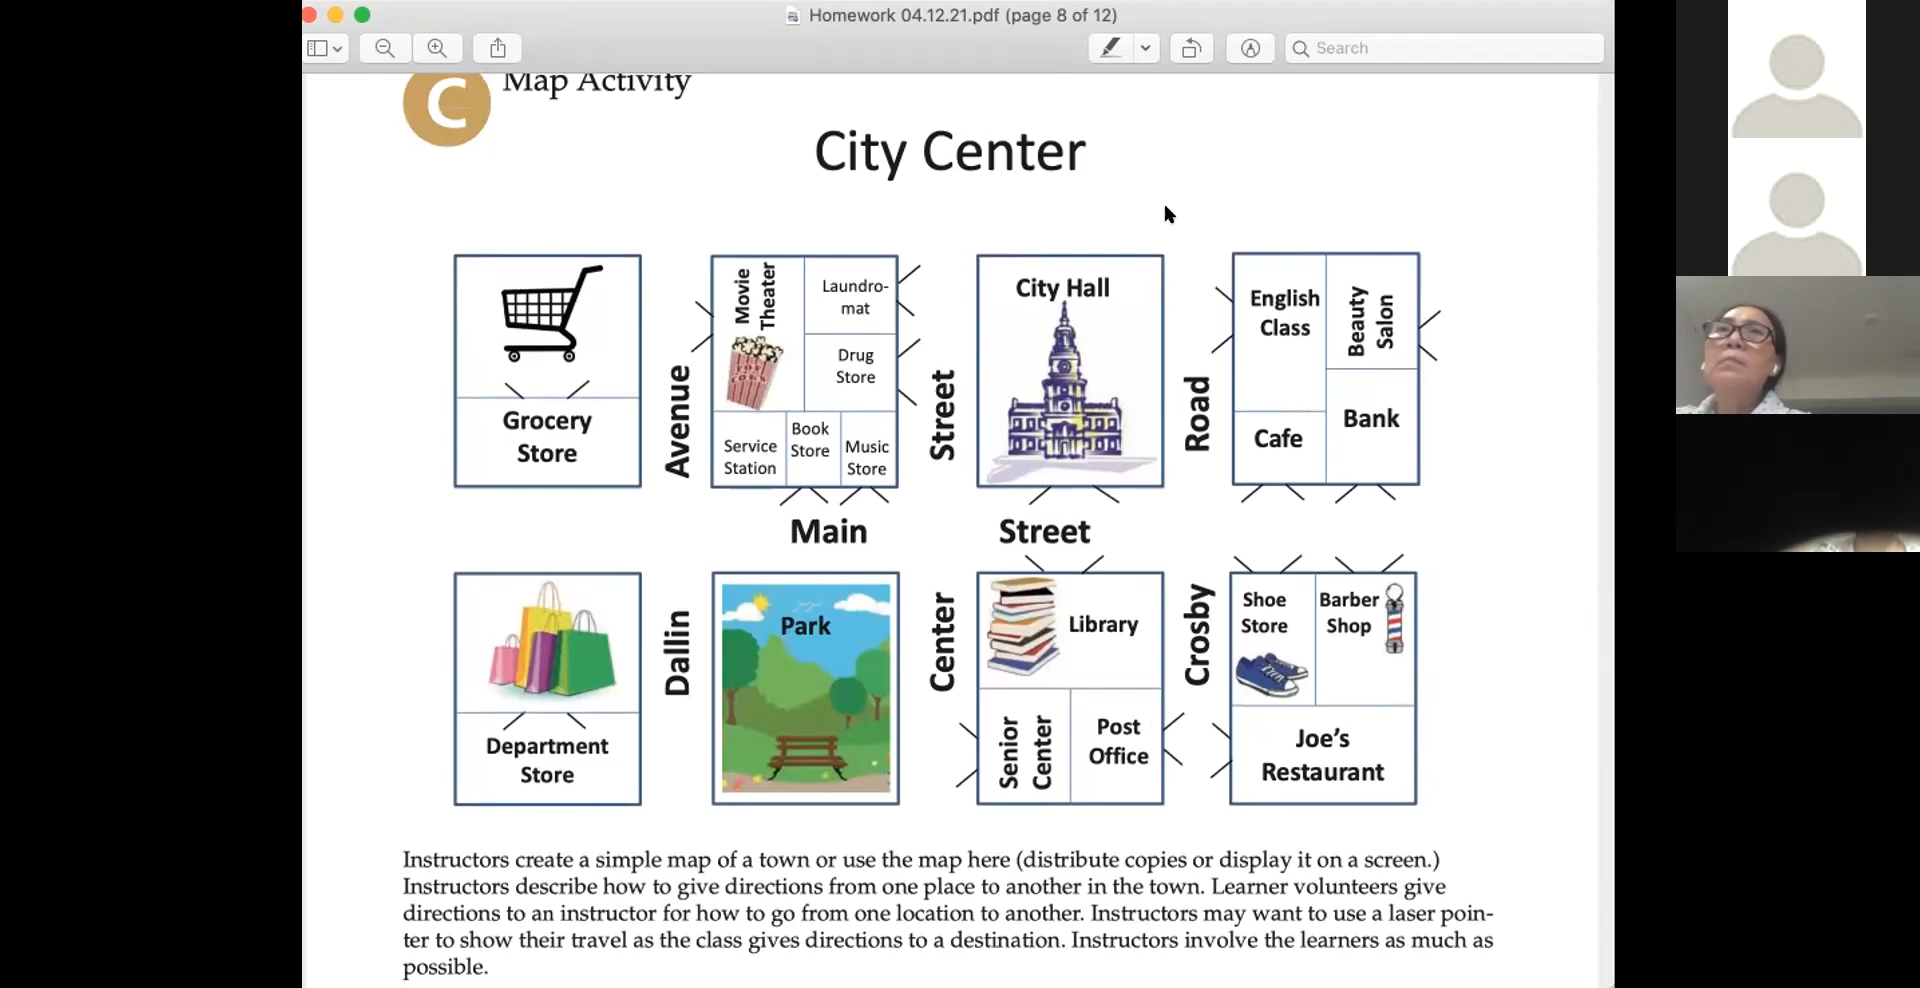 Homework 04.12.21.pdf (page 8 of 12)
Search
C
Map Activity
City Center
Grocery
Store
Avenue
Movie
Theater
Laundro-
mat
Drug
Store
Service
Station
Book
Store
Music
Store
POP
CORN
Street
City Hall
Road
English
Class
Beauty
Salon
Cafe
Bank
Main Street
Department
Store
Dallin
Park
Center
Library
Senior
Center
Post
Office
Crosby
Shoe
Store
Barber
Shop
Joe's
Restaurant
Instructors create a simple map of a town or use the map here (distribute copies or display it on a screen.)
Instructors describe how to give directions from one place to another in the town. Learner volunteers give
directions to an instructor for how to go from one location to another. Instructors may want to use a laser poin-
ter to show their travel as the class gives directions to a destination. Instructors involve the learners as much as
possible.